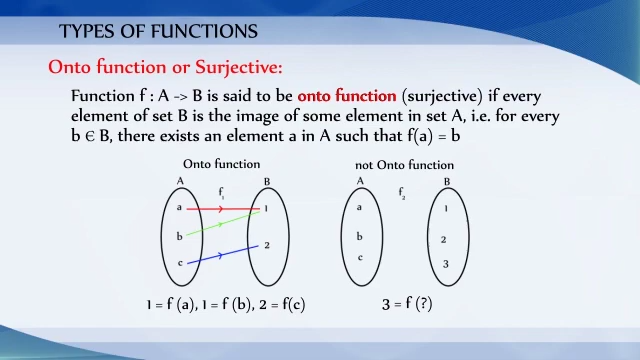 TYPES OF FUNCTIONS
Onto function or Surjective:
Function f : A -> B is said to be onto function (surjective) if every
element of set B is the image of some element in set A, i.e. for every
b ∈ B, there exists an element a in A such that f(a) = b
Onto function
A
B
f₁
a
1
b
c
2
1 = f (a), 1 = f (b), 2 = f(c)
not Onto function
A
B
f₂
a
1
b
2
c
3
3 = f (?)